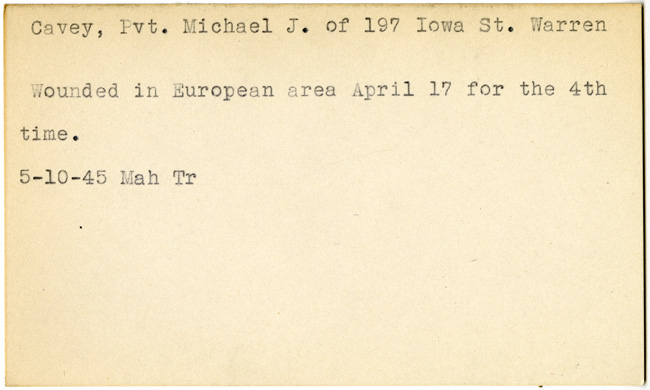 Cavey, Pvt. Michael J. of 197 Iowa St. Warren
Wounded in European area April 17 for the 4th
time.
5-10-45 Mah Tr